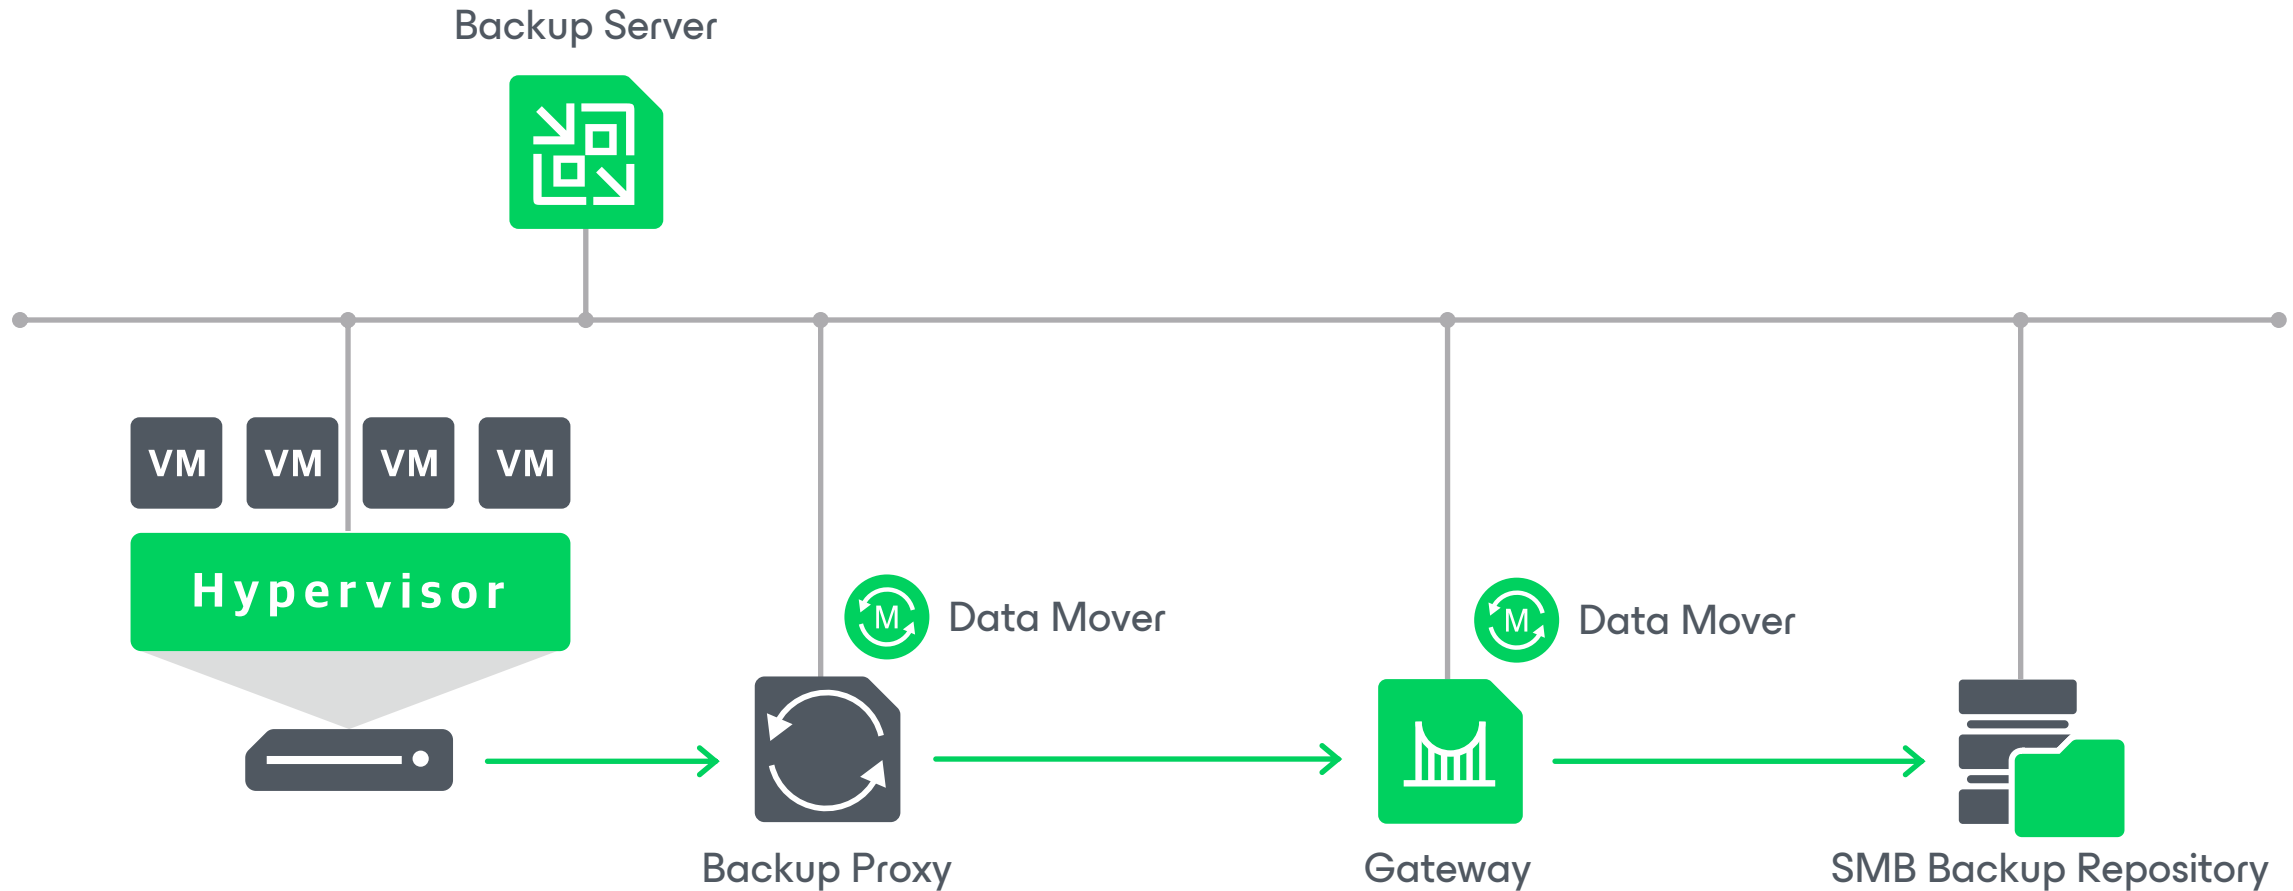 Backup Server
VM
VM
VM
VM
Hypervisor
M
Data Mover
M
Data Mover
Backup Proxy
Gateway
SMB Backup Repository